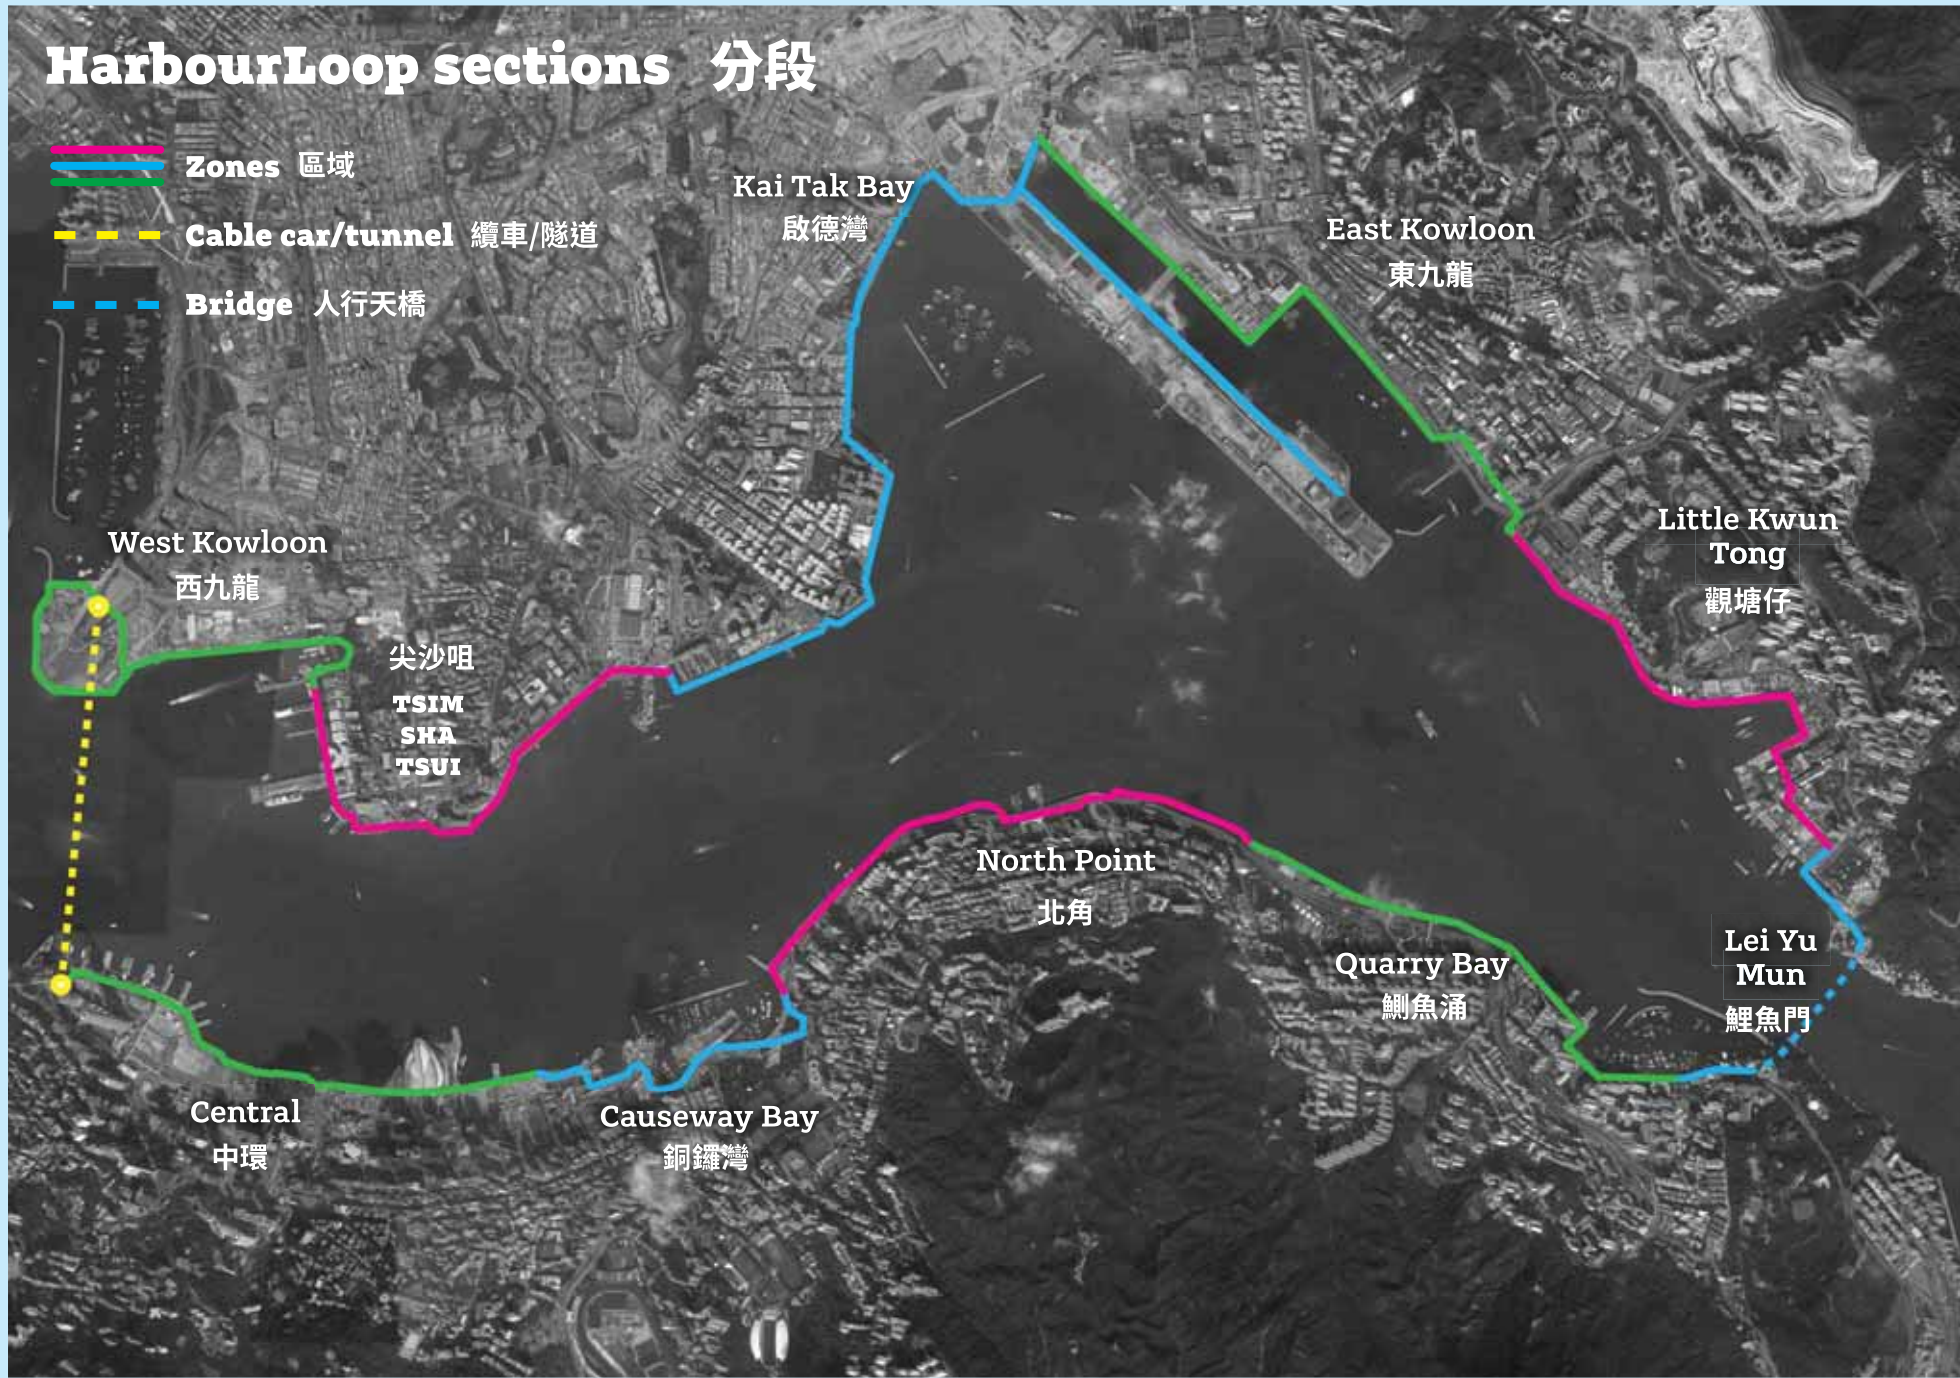 HarbourLoop sections 分段
Zones 區域
Cable car/tunnel 纜車/隧道
Bridge 人行天橋
Kai Tak Bay
啟德灣
East Kowloon
東九龍
Little Kwun
Tong
觀塘仔
West Kowloon
西九龍
尖沙咀
TSIM
SHA
TSUI
North Point
北角
Quarry Bay
鰂魚涌
Lei Yu
Mun
鯉魚門
Central
中環
Causeway Bay
銅鑼灣